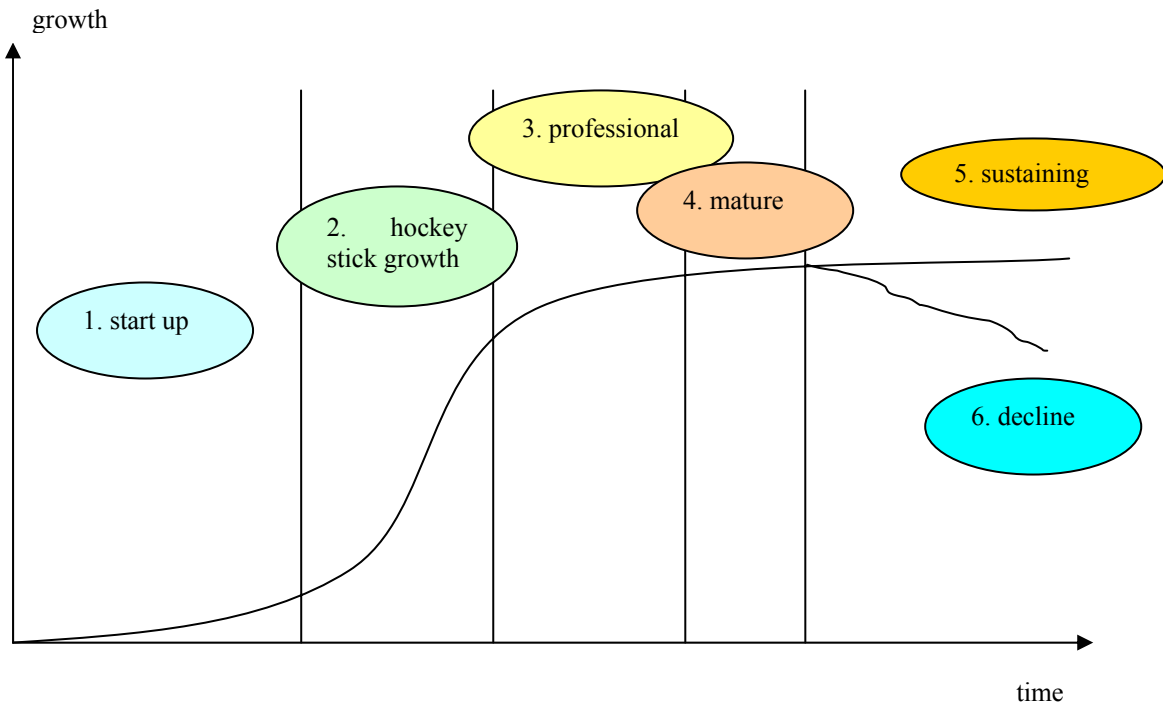 growth
3. professional
5. sustaining
4. mature
2. hockey
stick growth
1. start up
6. decline
time